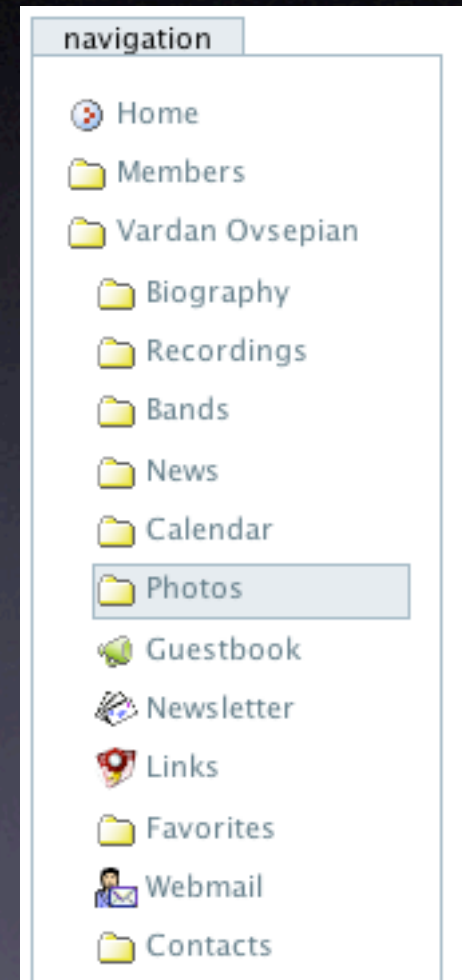 navigation
Home
Members
Vardan Ovsepian
Biography
Recordings
Bands
News
Calendar
Photos
Guestbook
Newsletter
Links
Favorites
Webmail
Contacts